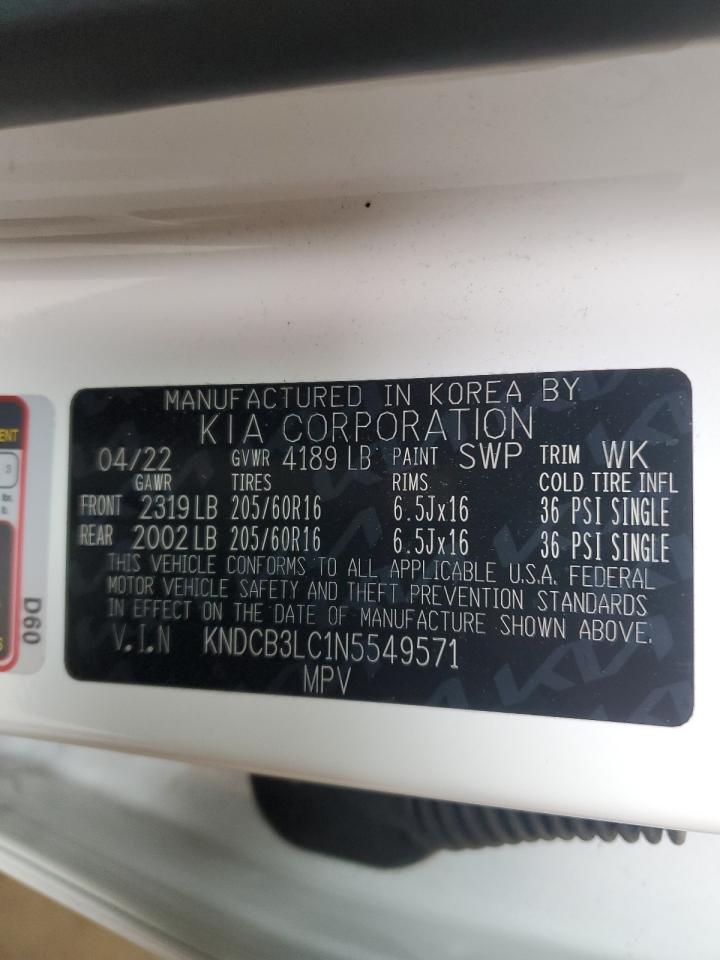 MANUFACTURED IN KOREA BY
KIA CORPORATION
04/22 GVWR 4189 LB PAINT SWP TRIM WK
GAWR TIRES RIMS COLD TIRE INFL
FRONT 2319 LB 205/60R16 6.5Jx16 36 PSI SINGLE
REAR 2002 LB 205/60R16 6.5Jx16 36 PSI SINGLE
THIS VEHICLE CONFORMS TO ALL APPLICABLE U.S.A. FEDERAL
MOTOR VEHICLE SAFETY AND THEFT PREVENTION STANDARDS
IN EFFECT ON THE DATE OF MANUFACTURE SHOWN ABOVE.
V.I.N KNDCB3LC1N5549571
MPV
ENT
3
lbs.
D60
S